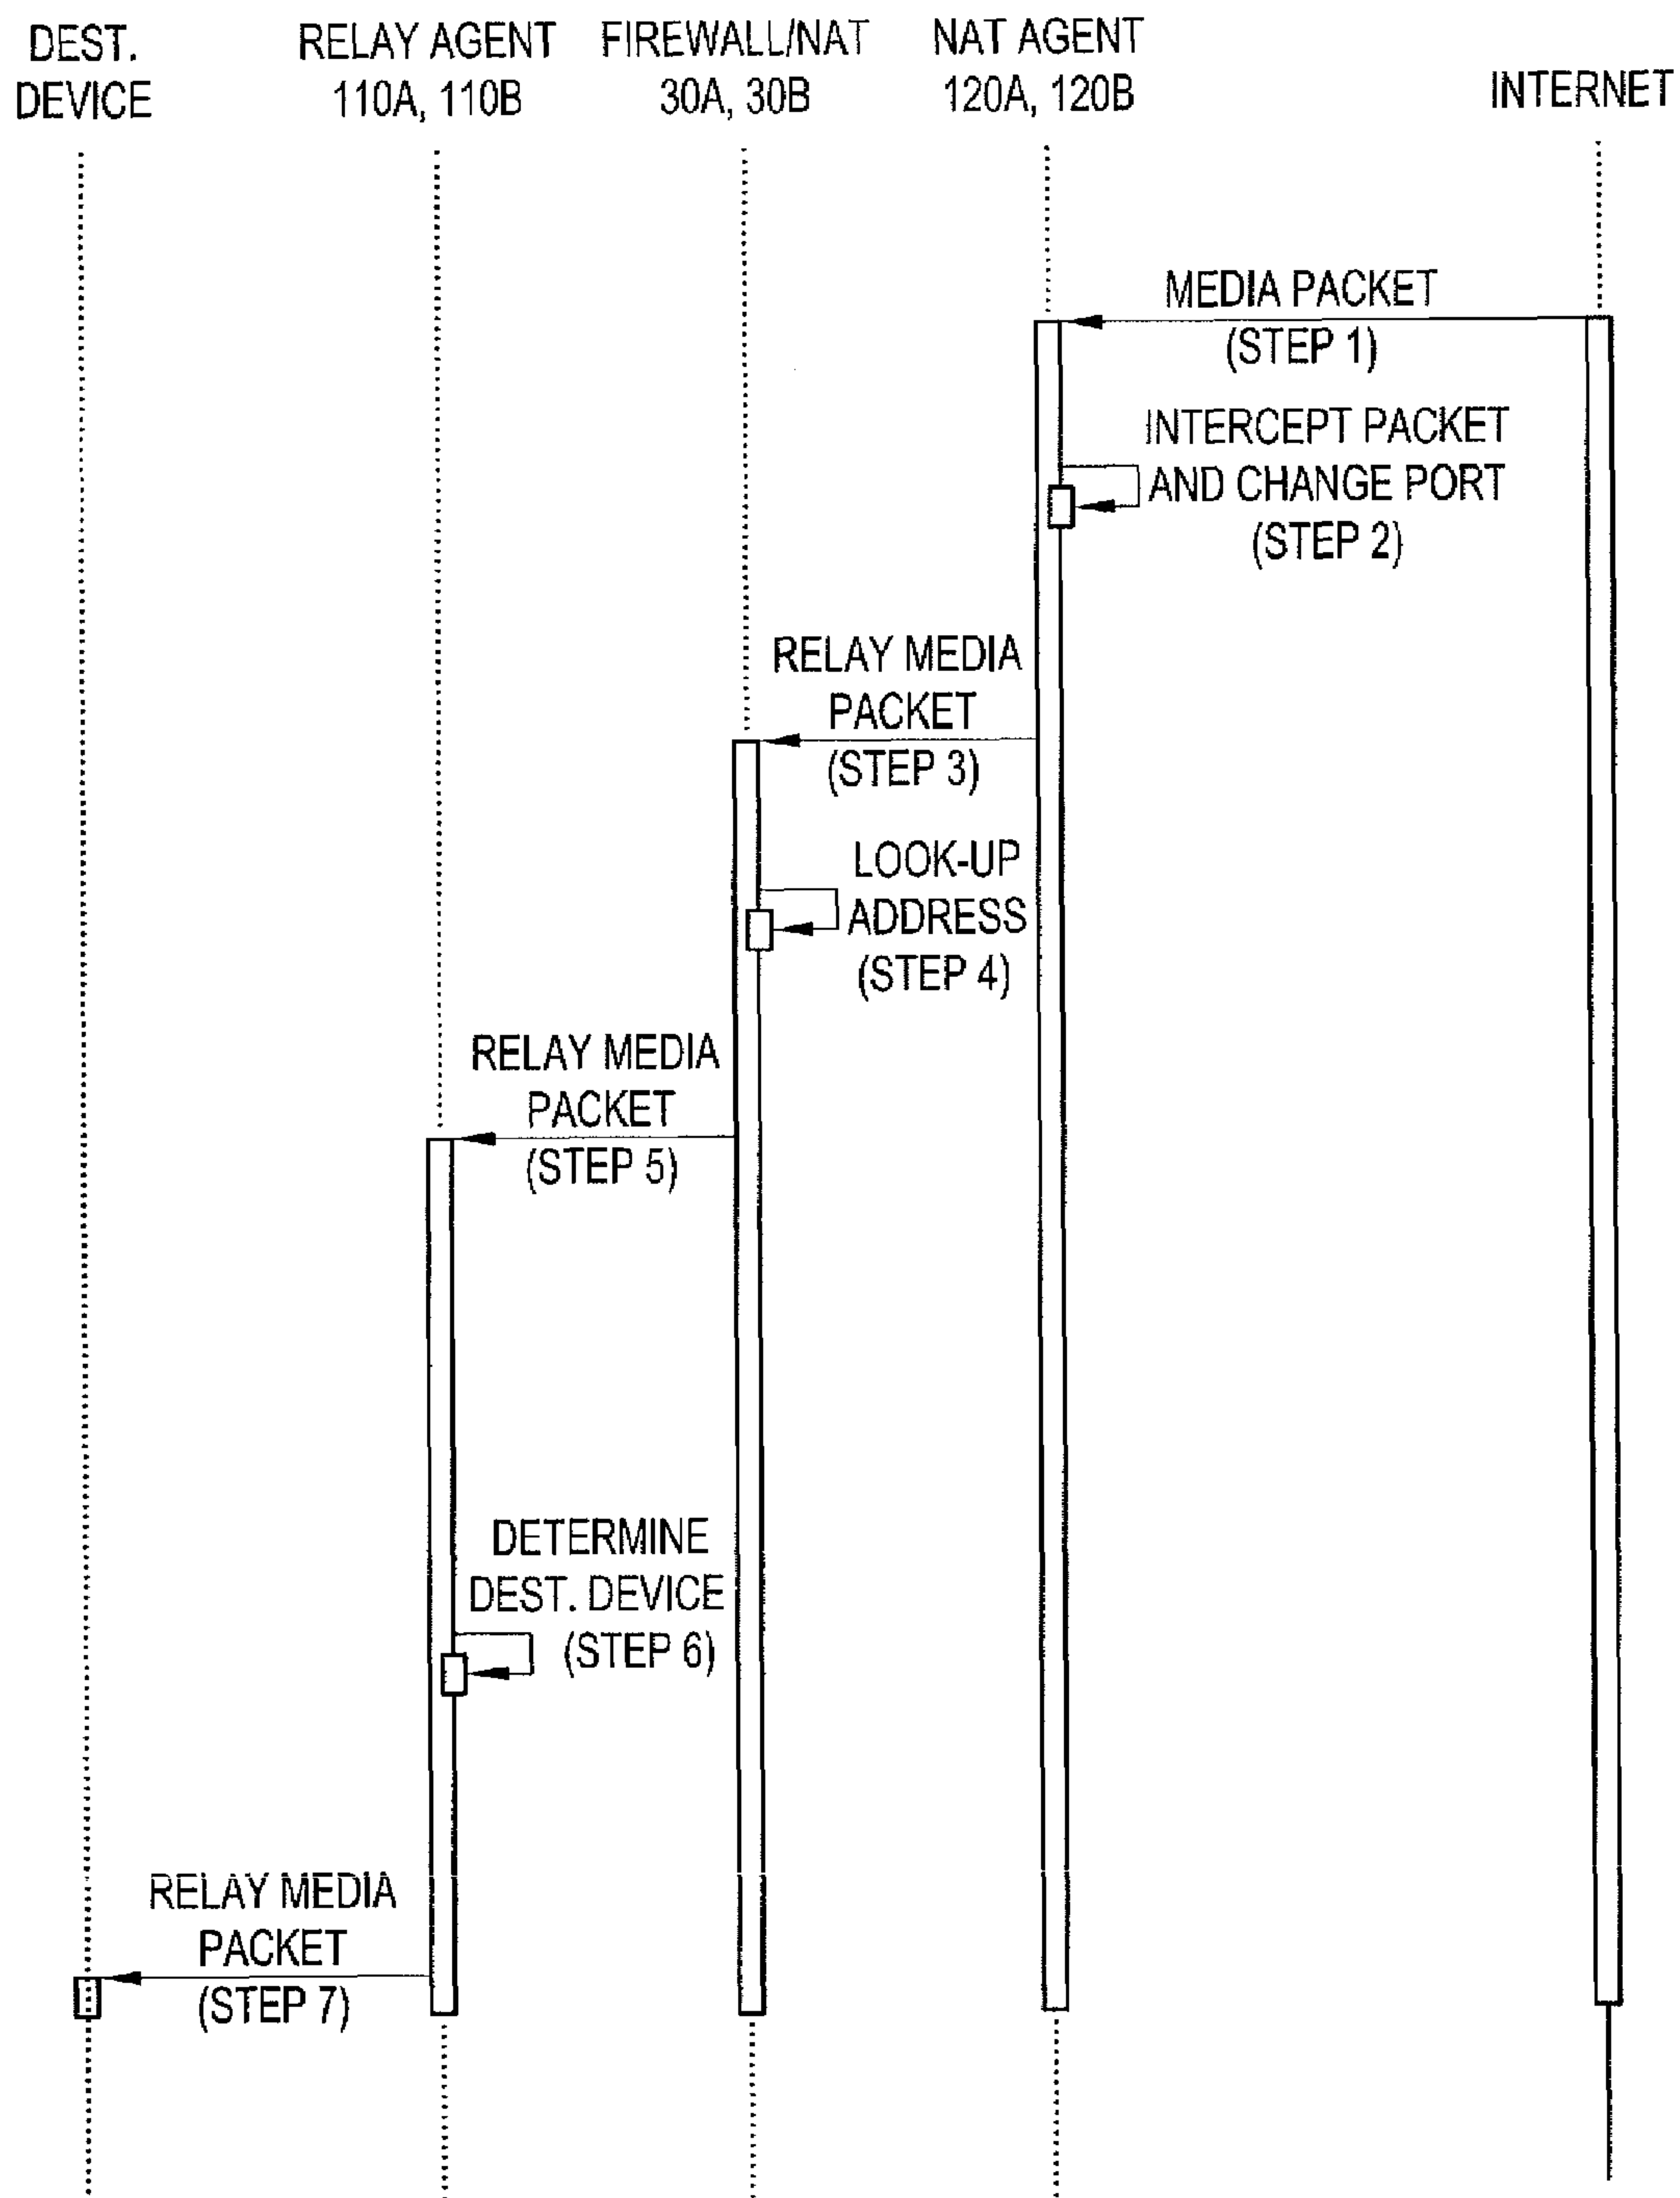 DEST.
DEVICE
RELAY AGENT
110A, 110B
FIREWALL/NAT
30A, 30B
NAT AGENT
120A, 120B
INTERNET
MEDIA PACKET
(STEP 1)
INTERCEPT PACKET
AND CHANGE PORT
(STEP 2)
RELAY MEDIA
PACKET
(STEP 3)
LOOK-UP
ADDRESS
(STEP 4)
RELAY MEDIA
PACKET
(STEP 5)
DETERMINE
DEST. DEVICE
(STEP 6)
RELAY MEDIA
PACKET
(STEP 7)